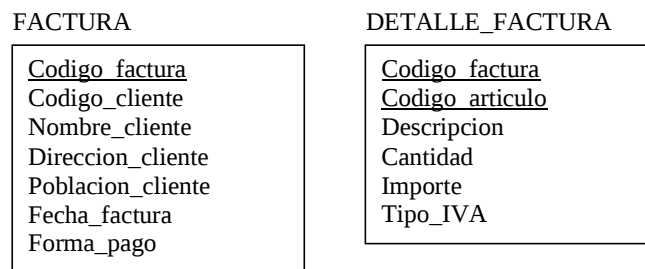 FACTURA
Codigo_factura
Codigo_cliente
Nombre_cliente
Direccion_cliente
Poblacion_cliente
Fecha_factura
Forma_pago
DETALLE_FACTURA
Codigo_factura
Codigo_articulo
Descripcion
Cantidad
Importe
Tipo_IVA